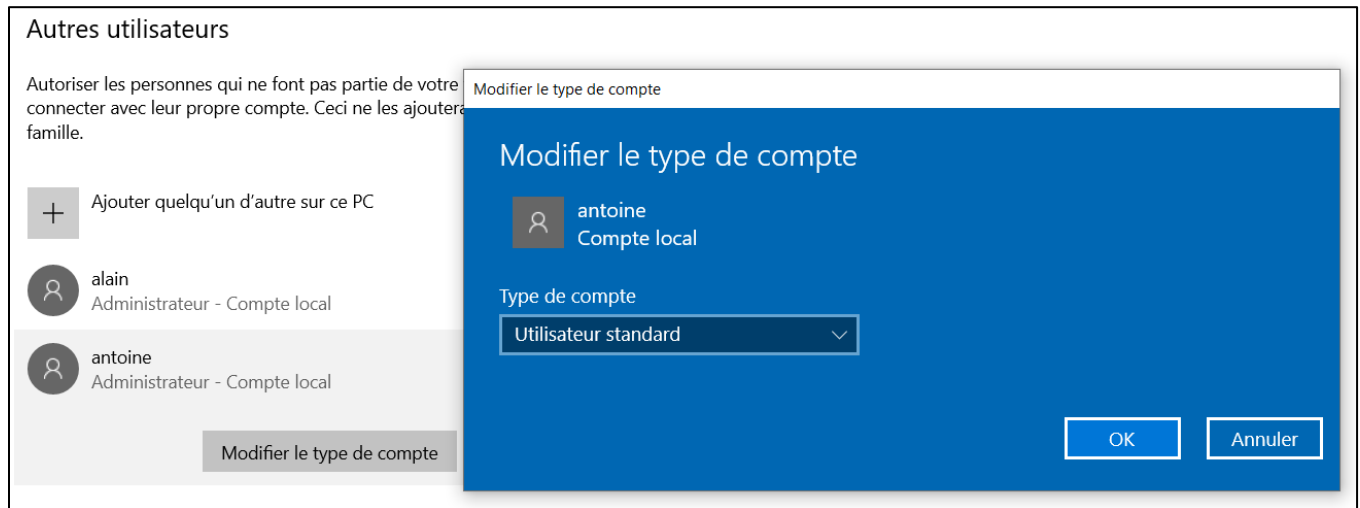 Autres utilisateurs
Autoriser les personnes qui ne font pas partie de votre
connecter avec leur propre compte. Ceci ne les ajoutera
famille.
Ajouter quelqu’un d’autre sur ce PC
alain
Administrateur - Compte local
antoine
Administrateur - Compte local
Modifier le type de compte
Modifier le type de compte
Modifier le type de compte
antoine
Compte local
Type de compte
Utilisateur standard
OK
Annuler